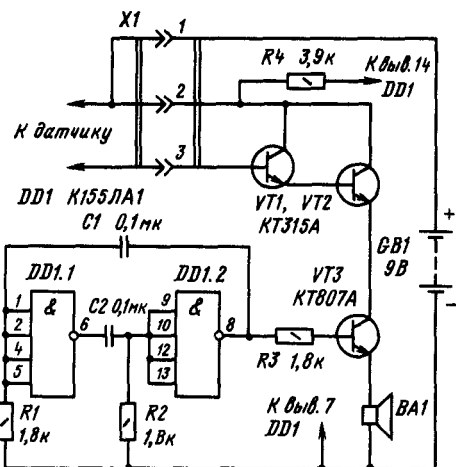 X1
1
R4 3,9к
К выв.14
DD1
2
К датчику
3
DD1 К155ЛА1
VT1, VT2
КТ315А
C1 0,1мк
GB1
9В
+
−
DD1.1
DD1.2
VT3
КТ807А
1
2
4
5
&
6
C2 0,1мк
9
10
12
13
&
8
R3 1,8к
R1
1,8к
R2
1,8к
К выв.7
DD1
BA1